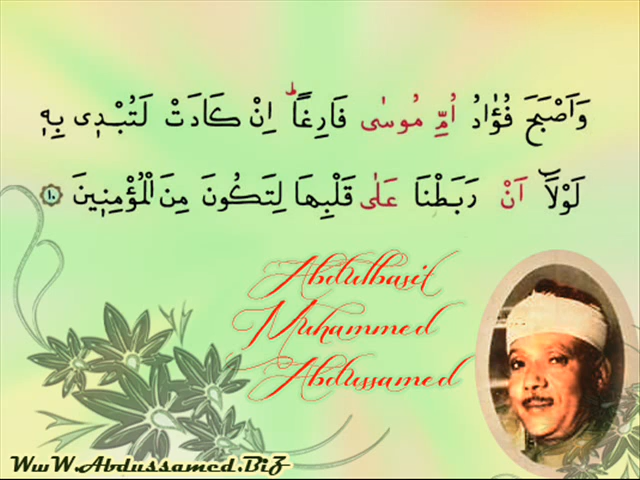 وَاَصْبَحَ فُؤٰادُ اُمِّ مُوسٰى فَارِغًاۜ اِنْ كَادَتْ لَتُبْد۪ى بِه۪
لَوْلَٓا اَنْ رَبَطْنَا عَلٰى قَلْبِهَا لِتَكُونَ مِنَ الْمُؤْمِن۪ينَ ﴿١٠﴾
Abdulbasit
Muhammed
Abdussamed
WwW.Abdussamed.BiZ